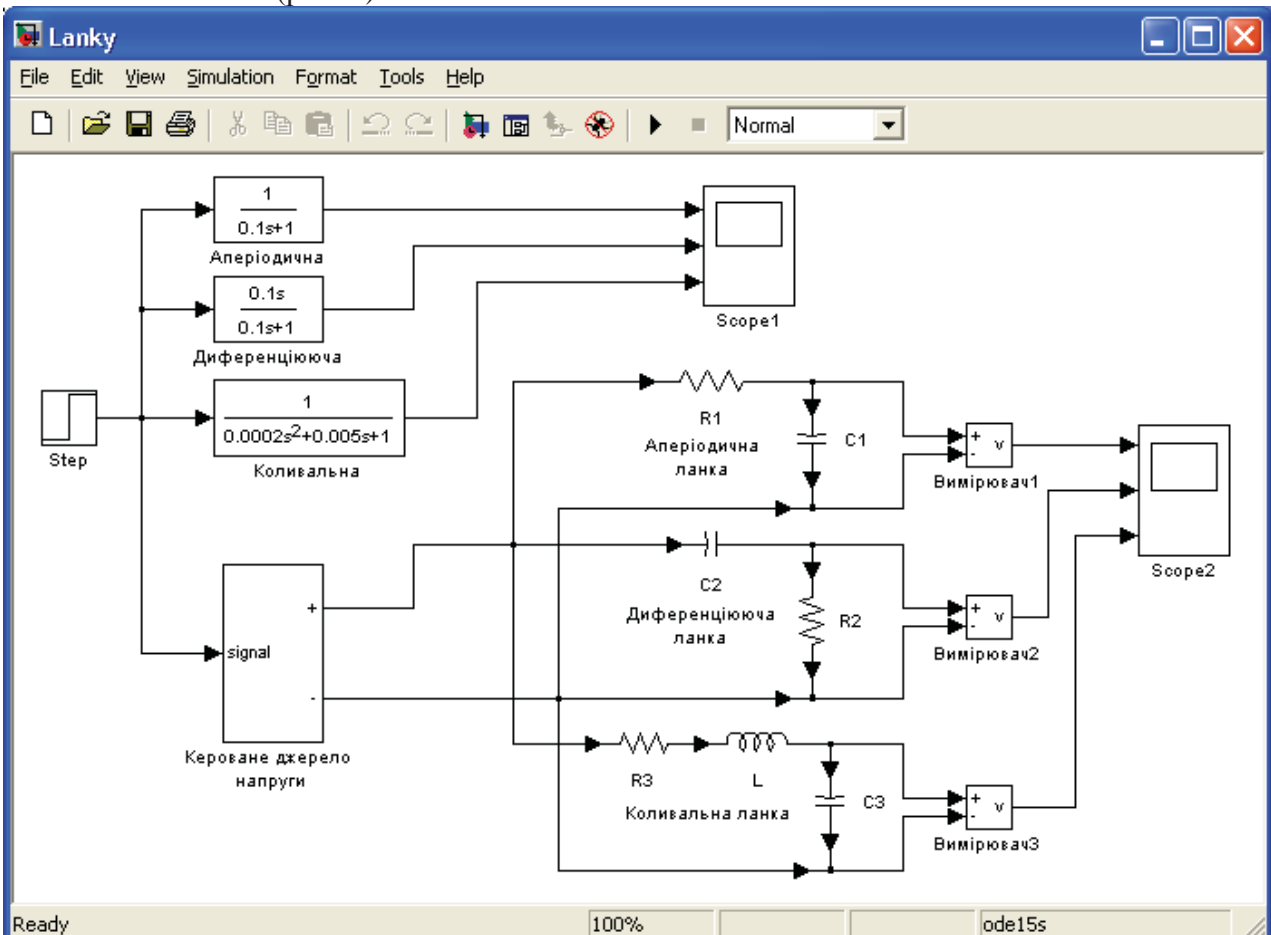 Lanky
File Edit View Simulation Format Tools Help
Normal
1
0.1s+1
Аперіодична
0.1s
0.1s+1
Диференціююча
1
0.0002s²+0.005s+1
Коливальна
Step
Scope1
R1
Аперіодична
ланка
C1
+
-
v
Вимірювач1
Scope2
signal
+
-
Кероване джерело
напруги
C2
Диференціююча
ланка
R2
+
-
v
Вимірювач2
R3
L
Коливальна ланка
C3
+
-
v
Вимірювач3
Ready
100%
ode15s